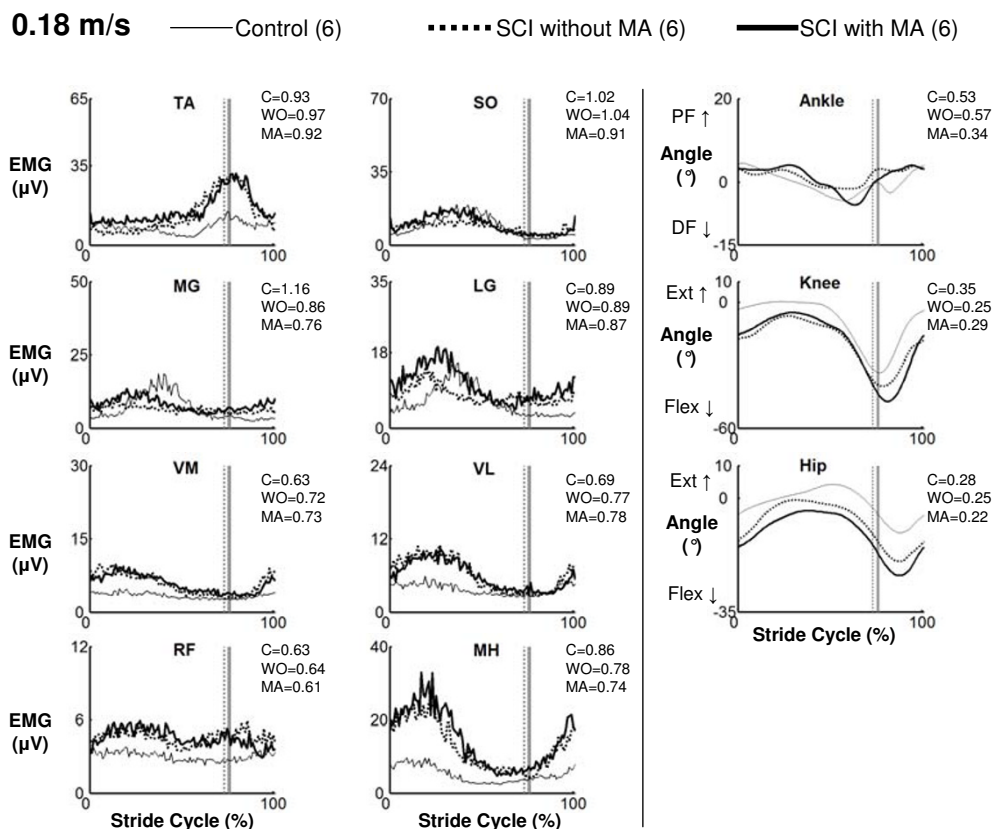 0.18 m/s Control (6) SCI without MA (6) SCI with MA (6)
TA
65
35
0
EMG
(µV)
C=0.93
WO=0.97
MA=0.92
0 100
SO
70
35
0
C=1.02
WO=1.04
MA=0.91
0 100
Ankle
20
0
-15
PF ↑
Angle
(°)
DF ↓
C=0.53
WO=0.57
MA=0.34
0 100
MG
50
25
0
EMG
(µV)
C=1.16
WO=0.86
MA=0.76
0 100
LG
35
18
0
C=0.89
WO=0.89
MA=0.87
0 100
Knee
10
0
-60
Ext ↑
Angle
(°)
Flex ↓
C=0.35
WO=0.25
MA=0.29
0 100
VM
30
15
0
EMG
(µV)
C=0.63
WO=0.72
MA=0.73
0 100
VL
24
12
0
C=0.69
WO=0.77
MA=0.78
0 100
Hip
10
0
-35
Ext ↑
Angle
(°)
Flex ↓
C=0.28
WO=0.25
MA=0.22
0 100
Stride Cycle (%)
RF
12
6
0
EMG
(µV)
C=0.63
WO=0.64
MA=0.61
0 100
Stride Cycle (%)
MH
40
20
0
C=0.86
WO=0.78
MA=0.74
0 100
Stride Cycle (%)